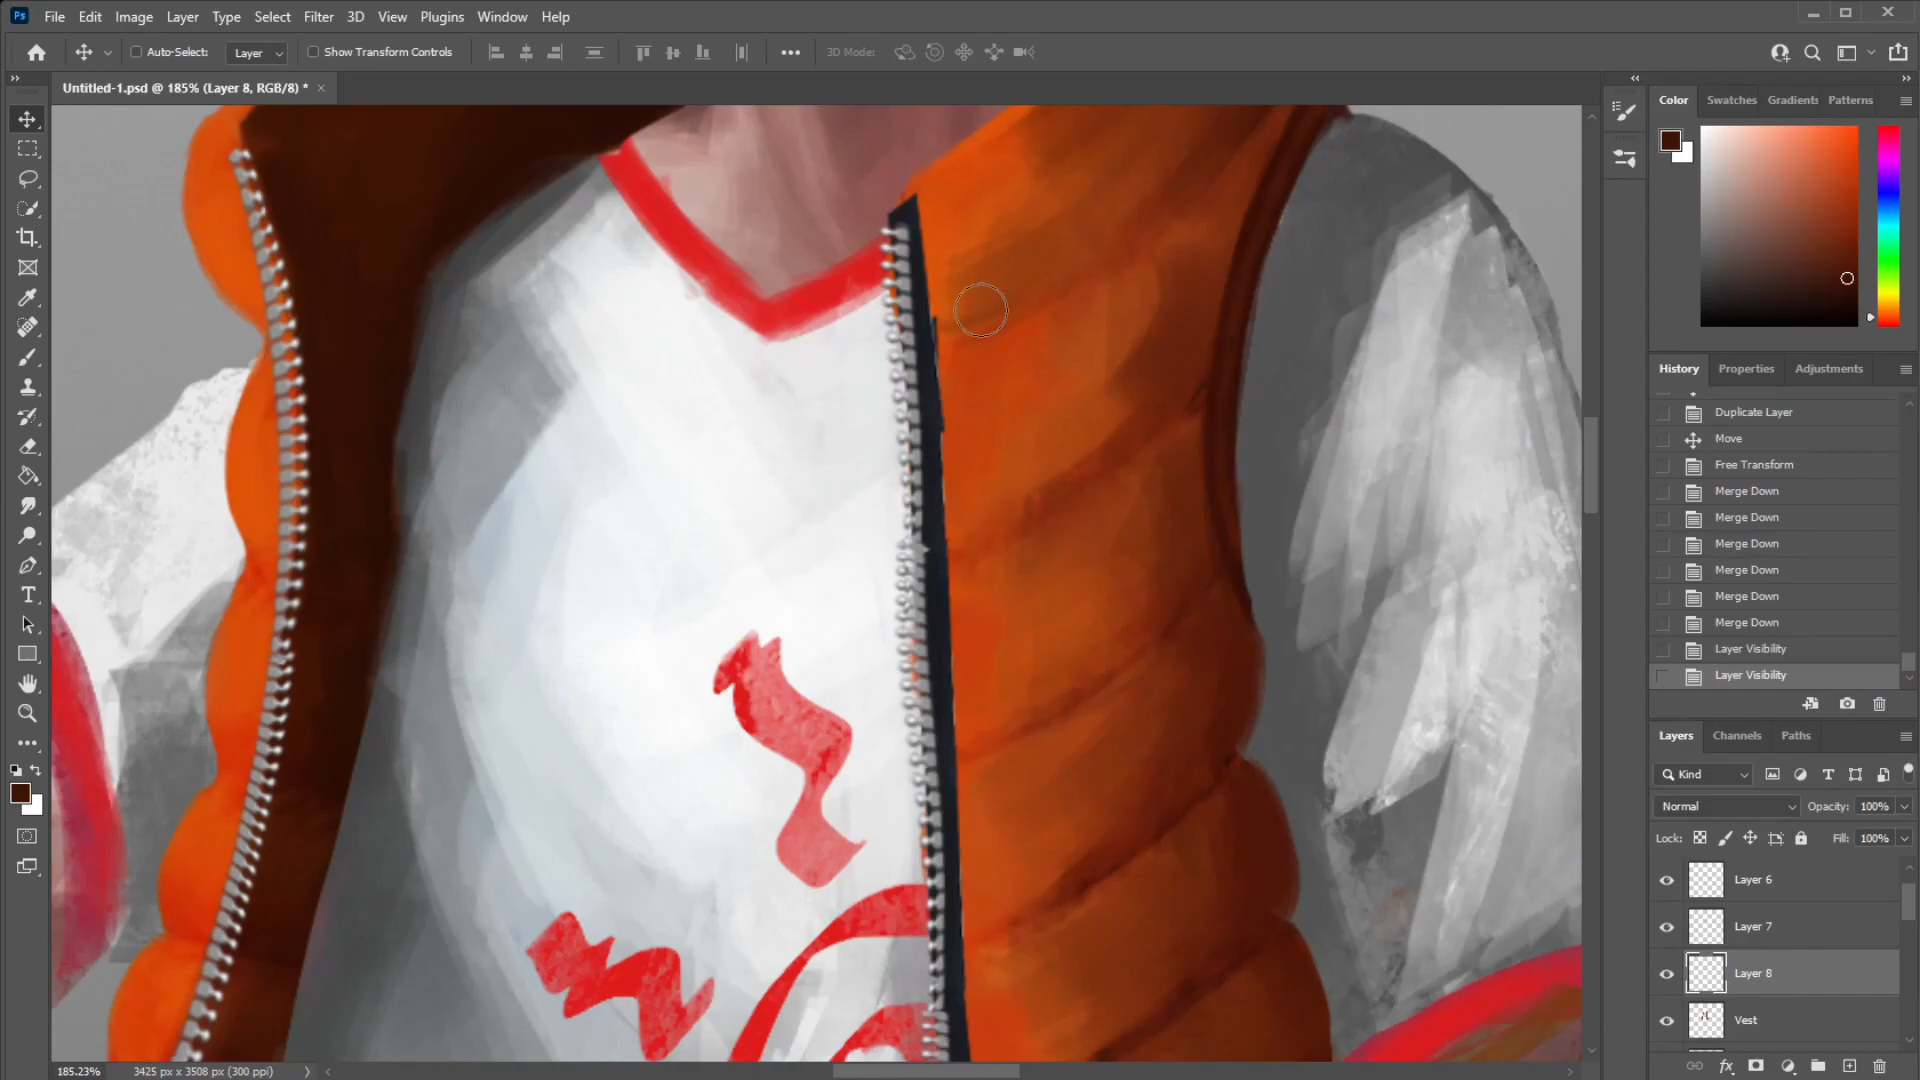 Ps File Edit Image Layer Type Select Filter 3D View Plugins Window Help
Auto-Select: Layer Show Transform Controls 3D Mode:
Untitled-1.psd @ 185% (Layer 8, RGB/8) *
Color Swatches Gradients Patterns
History Properties Adjustments
Duplicate Layer
Move
Free Transform
Merge Down
Merge Down
Merge Down
Merge Down
Merge Down
Merge Down
Layer Visibility
Layer Visibility
Layers Channels Paths
Kind
Normal Opacity: 100%
Lock: Fill: 100%
Layer 6
Layer 7
Layer 8
Vest
185.23% 3425 px x 3508 px (300 ppi)